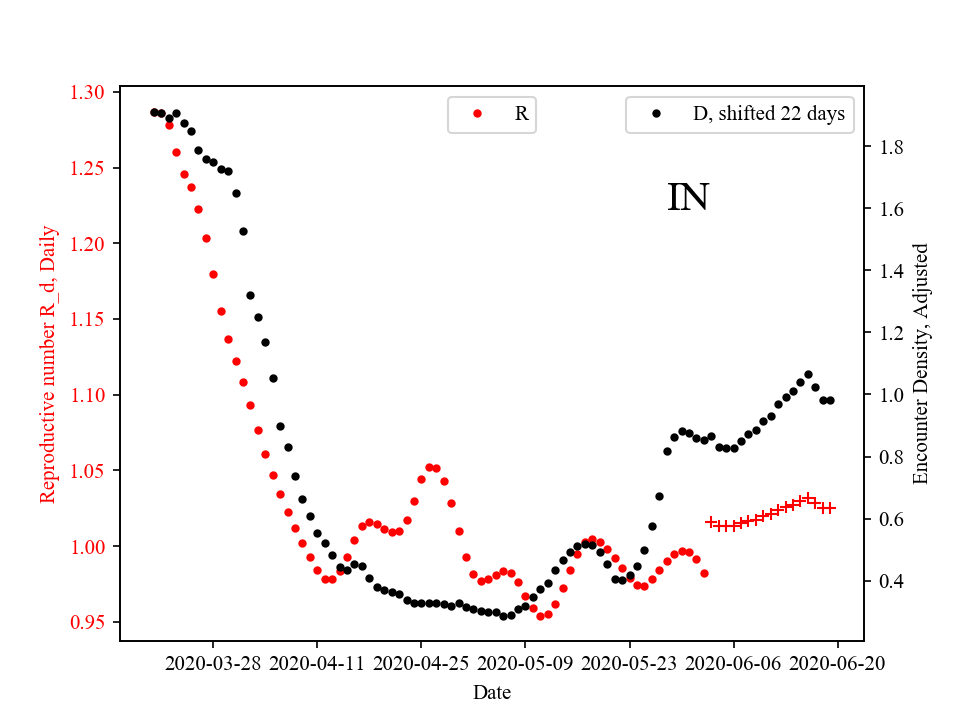 R
D, shifted 22 days
IN
Reproductive number R_d, Daily
1.30
1.25
1.20
1.15
1.10
1.05
1.00
0.95
1.8
1.6
1.4
1.2
1.0
0.8
0.6
0.4
Encounter Density, Adjusted
2020-03-28 2020-04-11 2020-04-25 2020-05-09 2020-05-23 2020-06-06 2020-06-20
Date